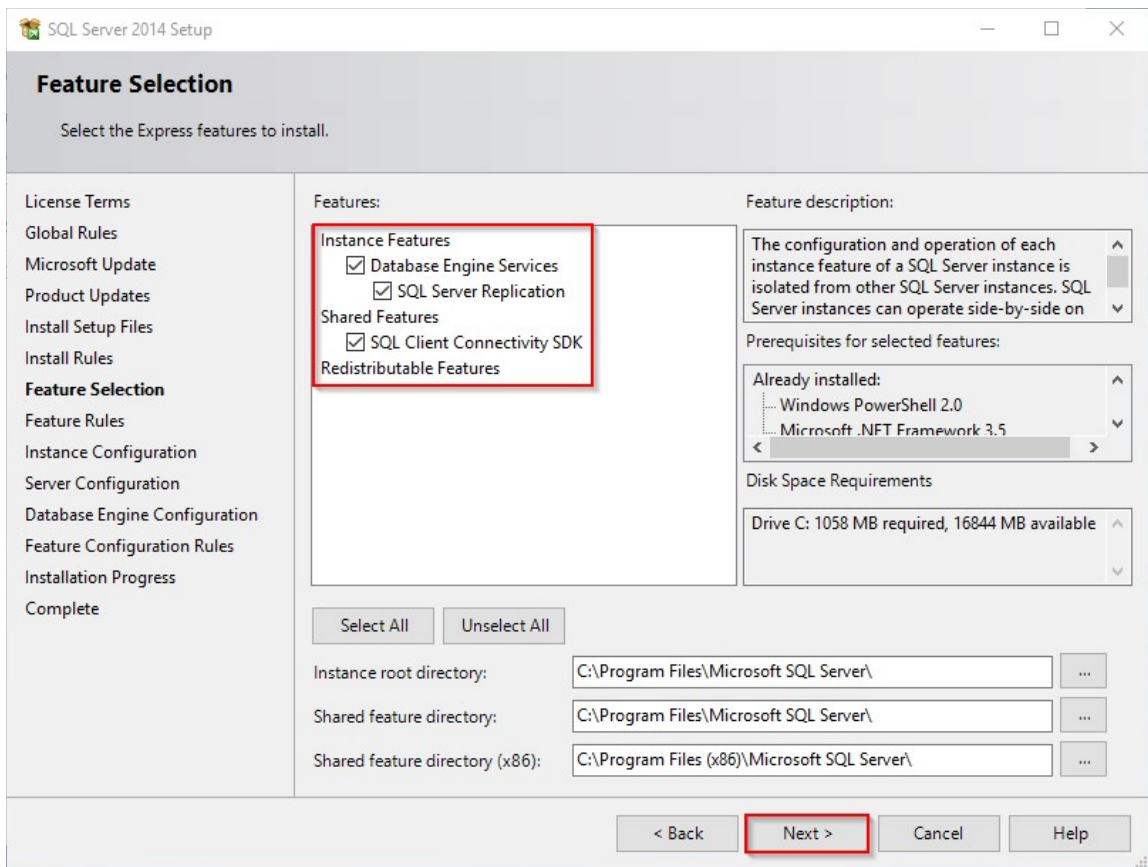 SQL Server 2014 Setup
Feature Selection
Select the Express features to install.
License Terms
Global Rules
Microsoft Update
Product Updates
Install Setup Files
Install Rules
Feature Selection
Feature Rules
Instance Configuration
Server Configuration
Database Engine Configuration
Feature Configuration Rules
Installation Progress
Complete
Features:
Instance Features
Database Engine Services
SQL Server Replication
Shared Features
SQL Client Connectivity SDK
Redistributable Features
Feature description:
The configuration and operation of each
instance feature of a SQL Server instance is
isolated from other SQL Server instances. SQL
Server instances can operate side-by-side on
Prerequisites for selected features:
Already installed:
Windows PowerShell 2.0
Microsoft .NET Framework 3.5
Disk Space Requirements
Drive C: 1058 MB required, 16844 MB available
Select All
Unselect All
Instance root directory:
C:\Program Files\Microsoft SQL Server\
...
Shared feature directory:
C:\Program Files\Microsoft SQL Server\
...
Shared feature directory (x86):
C:\Program Files (x86)\Microsoft SQL Server\
...
< Back
Next >
Cancel
Help